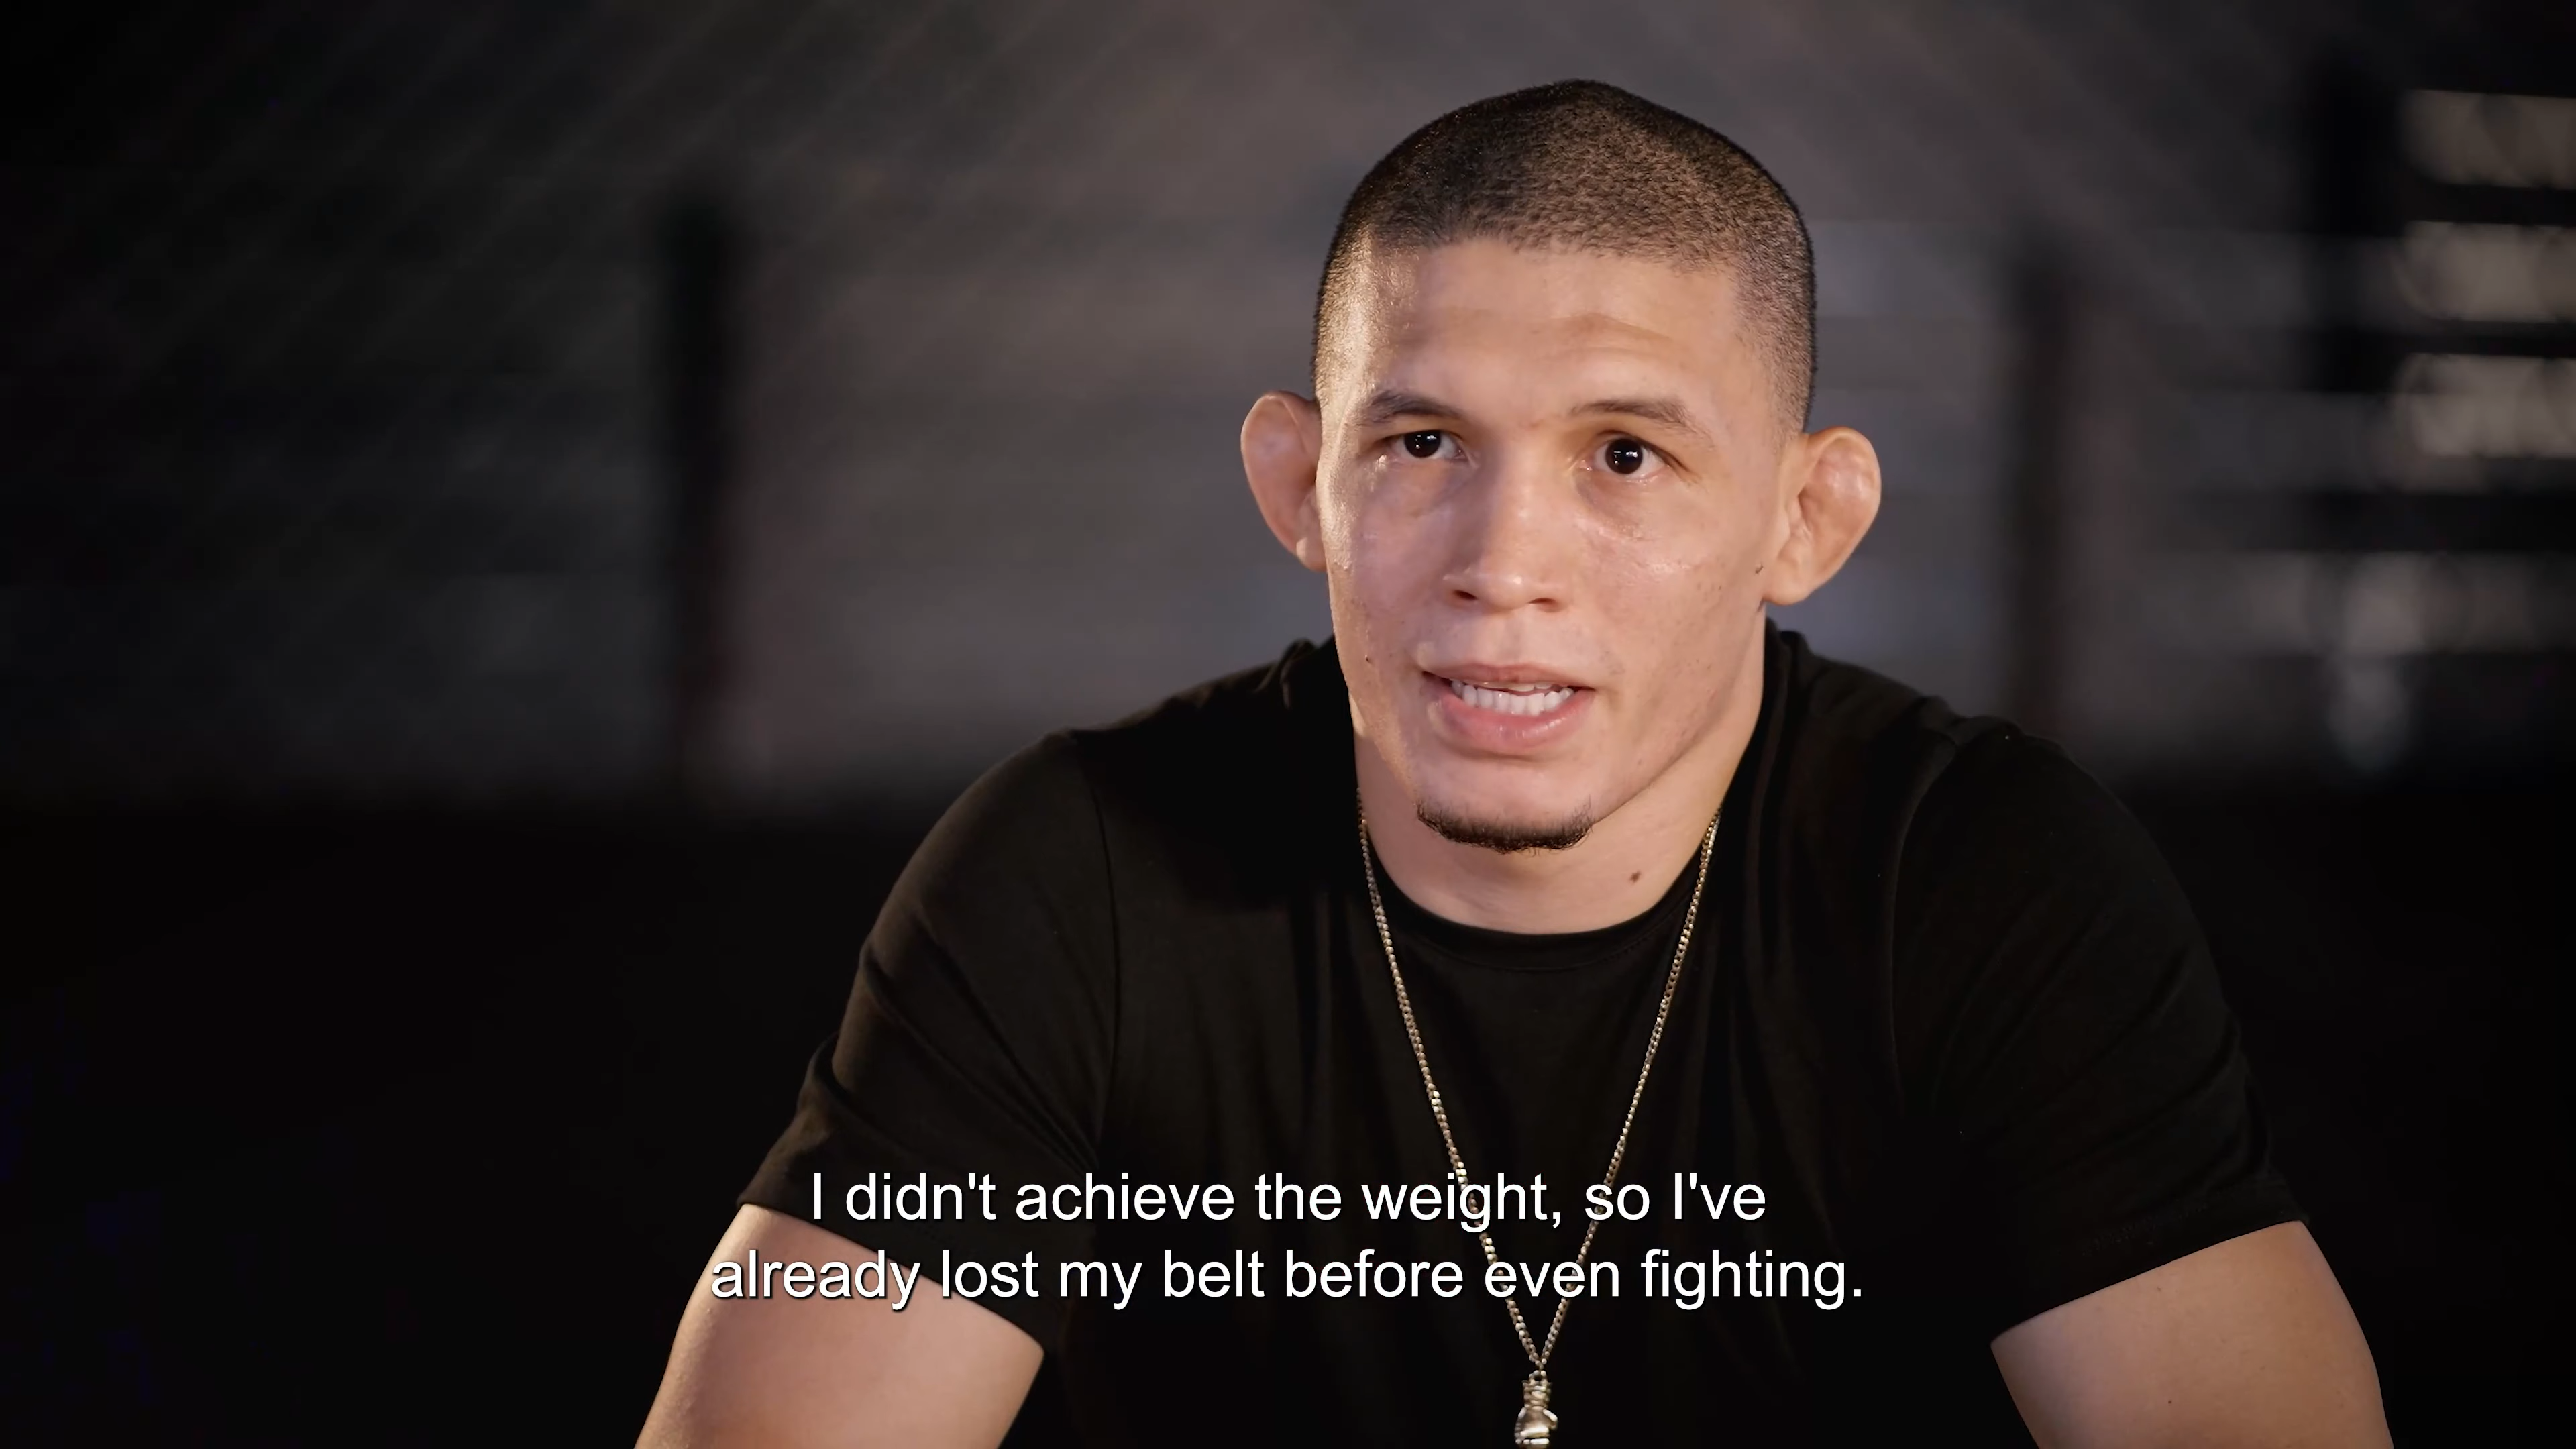 I didn't achieve the weight, so I've
already lost my belt before even fighting.